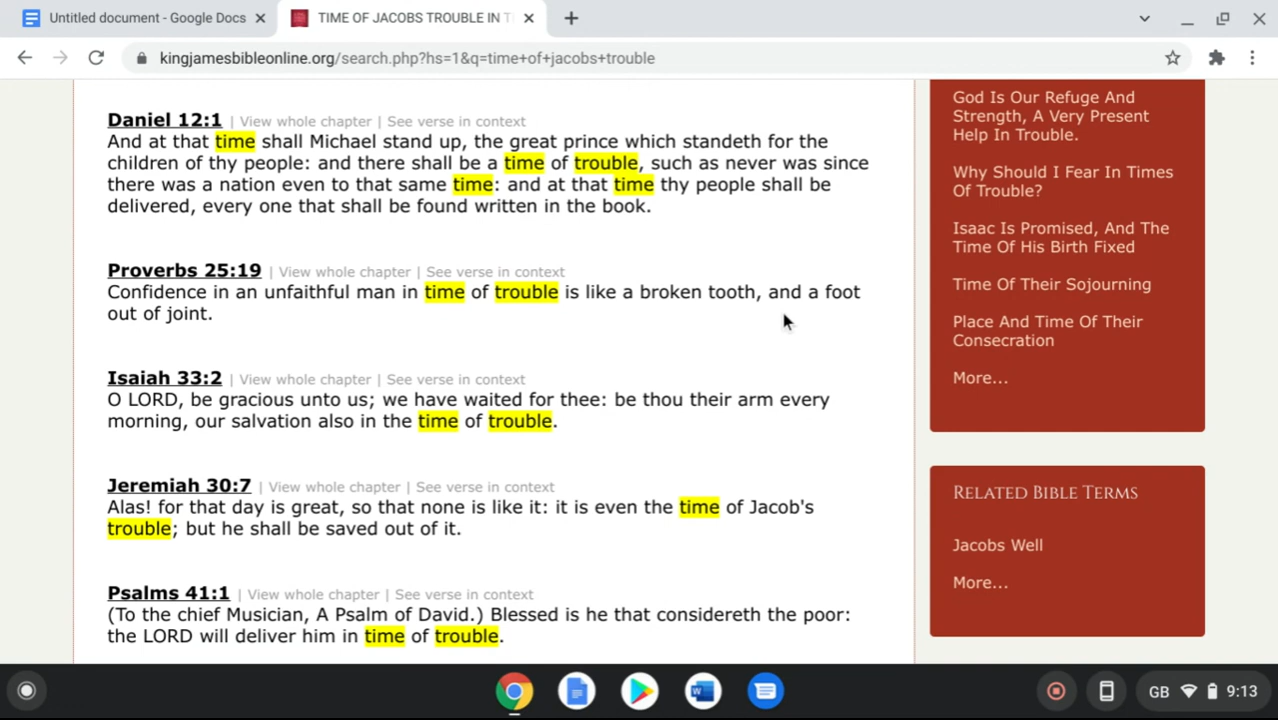 Untitled document - Google Docs
TIME OF JACOBS TROUBLE IN T
kingjamesbibleonline.org/search.php?hs=1&q=time+of+jacobs+trouble
Daniel 12:1 | View whole chapter | See verse in context
And at that time shall Michael stand up, the great prince which standeth for the
children of thy people: and there shall be a time of trouble, such as never was since
there was a nation even to that same time: and at that time thy people shall be
delivered, every one that shall be found written in the book.
Proverbs 25:19 | View whole chapter | See verse in context
Confidence in an unfaithful man in time of trouble is like a broken tooth, and a foot
out of joint.
Isaiah 33:2 | View whole chapter | See verse in context
O LORD, be gracious unto us; we have waited for thee: be thou their arm every
morning, our salvation also in the time of trouble.
Jeremiah 30:7 | View whole chapter | See verse in context
Alas! for that day is great, so that none is like it: it is even the time of Jacob's
trouble; but he shall be saved out of it.
Psalms 41:1 | View whole chapter | See verse in context
(To the chief Musician, A Psalm of David.) Blessed is he that considereth the poor:
the LORD will deliver him in time of trouble.
God Is Our Refuge And
Strength, A Very Present
Help In Trouble.
Why Should I Fear In Times
Of Trouble?
Isaac Is Promised, And The
Time Of His Birth Fixed
Time Of Their Sojourning
Place And Time Of Their
Consecration
More...
RELATED BIBLE TERMS
Jacobs Well
More...
W
GB 9:13